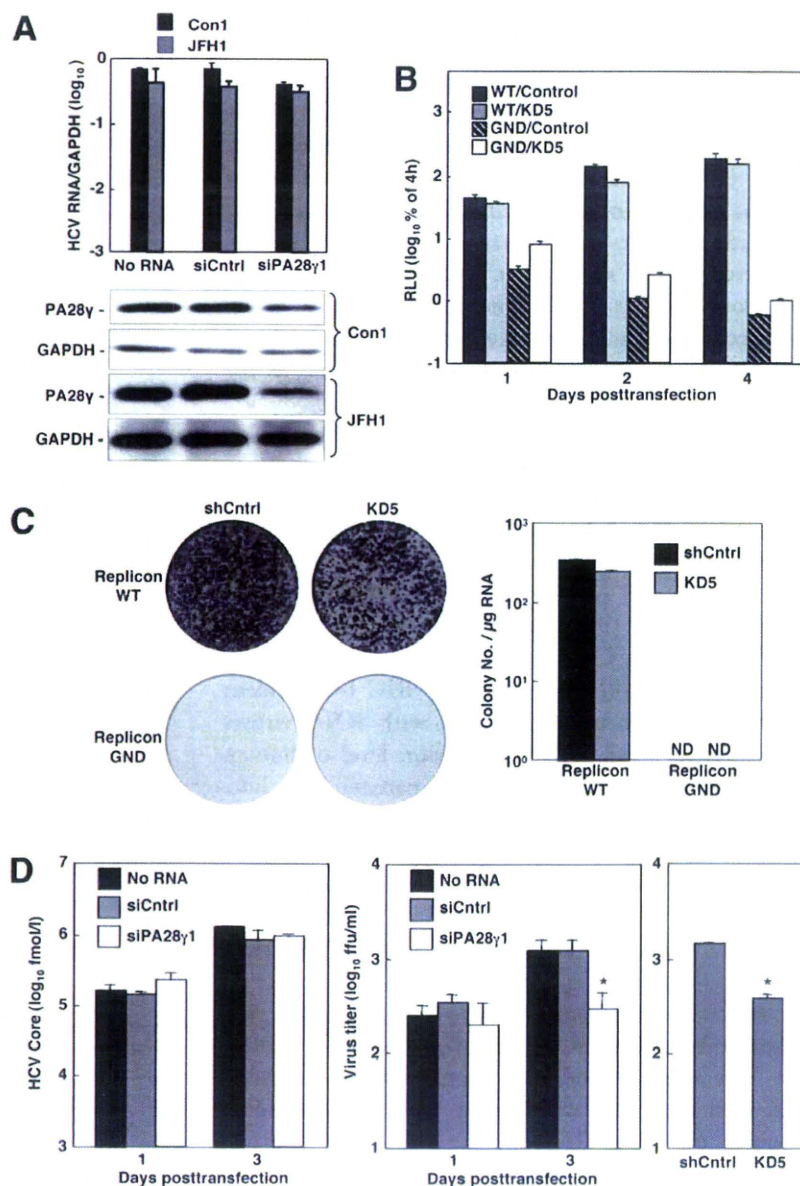 A
Con1
JFH1
HCV RNA/GAPDH (log10)
0
-1
-2
-3
No RNA siCntrl siPA28γ1
PA28γ -
GAPDH -
Con1
PA28γ -
GAPDH -
JFH1
B
WT/Control
WT/KD5
GND/Control
GND/KD5
RLU (log10 % of 4h)
3
2
1
0
-1
1 2 4
Days posttransfection
C
shCntrl KD5
Replicon
WT
Replicon
GND
shCntrl
KD5
Colony No. / μg RNA
10³
10²
10¹
10⁰
ND ND
Replicon Replicon
WT GND
D
No RNA
siCntrl
siPA28γ1
HCV Core (log10 fmol/l)
7
6
5
4
3
1 3
Days posttransfection
No RNA
siCntrl
siPA28γ1
Virus titer (log10 ffu/ml)
4
3
2
1
*
1 3
Days posttransfection
4
3
2
1
*
shCntrl KD5